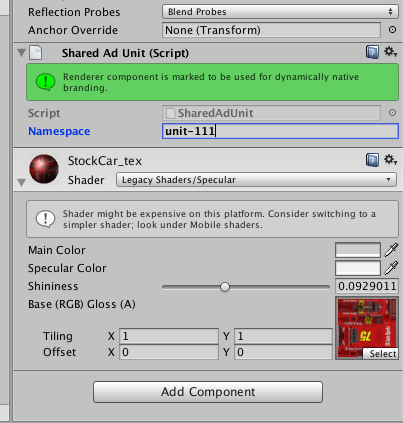 Reflection Probes Blend Probes
Anchor Override None (Transform)
Shared Ad Unit (Script)
Renderer component is marked to be used for dynamically native
branding.
Script SharedAdUnit
Namespace unit-111
StockCar_tex
Shader Legacy Shaders/Specular
Shader might be expensive on this platform. Consider switching to a
simpler shader; look under Mobile shaders.
Main Color
Specular Color
Shininess 0.0929011
Base (RGB) Gloss (A)
75
Tiling X 1 Y 1
Offset X 0 Y 0
Select
Add Component